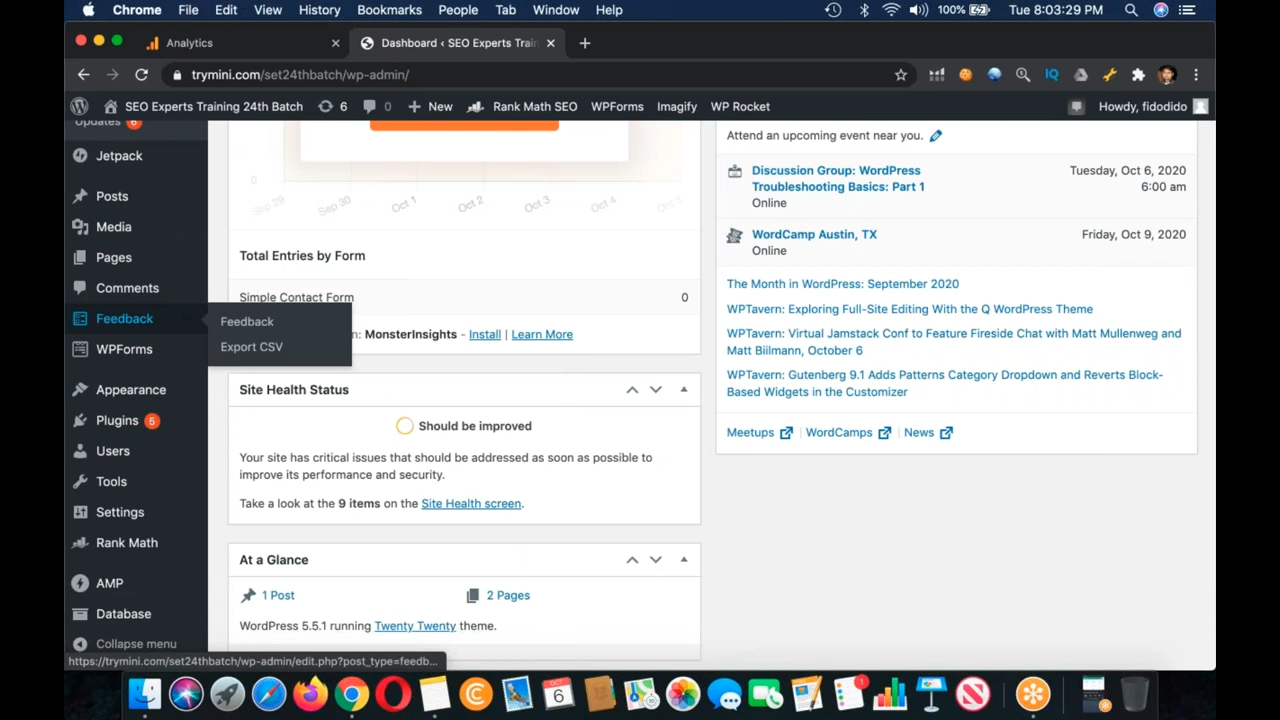 Chrome File Edit View History Bookmarks People Tab Window Help 100% Tue 8:03:29 PM
Analytics
Dashboard ‹ SEO Experts Trai
trymini.com/set24thbatch/wp-admin/
SEO Experts Training 24th Batch 6 0 New Rank Math SEO WPForms Imagify WP Rocket Howdy, fidodido
Updates 6
Jetpack
Posts
Media
Pages
Comments
Feedback
WPForms
Appearance
Plugins 5
Users
Tools
Settings
Rank Math
AMP
Database
Collapse menu
Feedback
Export CSV
0
Sep 29 Sep 30 Oct 1 Oct 2 Oct 3 Oct 4 Oct 5
Total Entries by Form
Simple Contact Form 0
n: MonsterInsights - Install | Learn More
Site Health Status
Should be improved
Your site has critical issues that should be addressed as soon as possible to
improve its performance and security.
Take a look at the 9 items on the Site Health screen.
At a Glance
1 Post 2 Pages
WordPress 5.5.1 running Twenty Twenty theme.
Attend an upcoming event near you.
Discussion Group: WordPress
Troubleshooting Basics: Part 1
Online
Tuesday, Oct 6, 2020
6:00 am
WordCamp Austin, TX
Online
Friday, Oct 9, 2020
The Month in WordPress: September 2020
WPTavern: Exploring Full-Site Editing With the Q WordPress Theme
WPTavern: Virtual Jamstack Conf to Feature Fireside Chat with Matt Mullenweg and
Matt Biilmann, October 6
WPTavern: Gutenberg 9.1 Adds Patterns Category Dropdown and Reverts Block-
Based Widgets in the Customizer
Meetups | WordCamps | News
https://trymini.com/set24thbatch/wp-admin/edit.php?post_type=feedb...
OCT
6
1